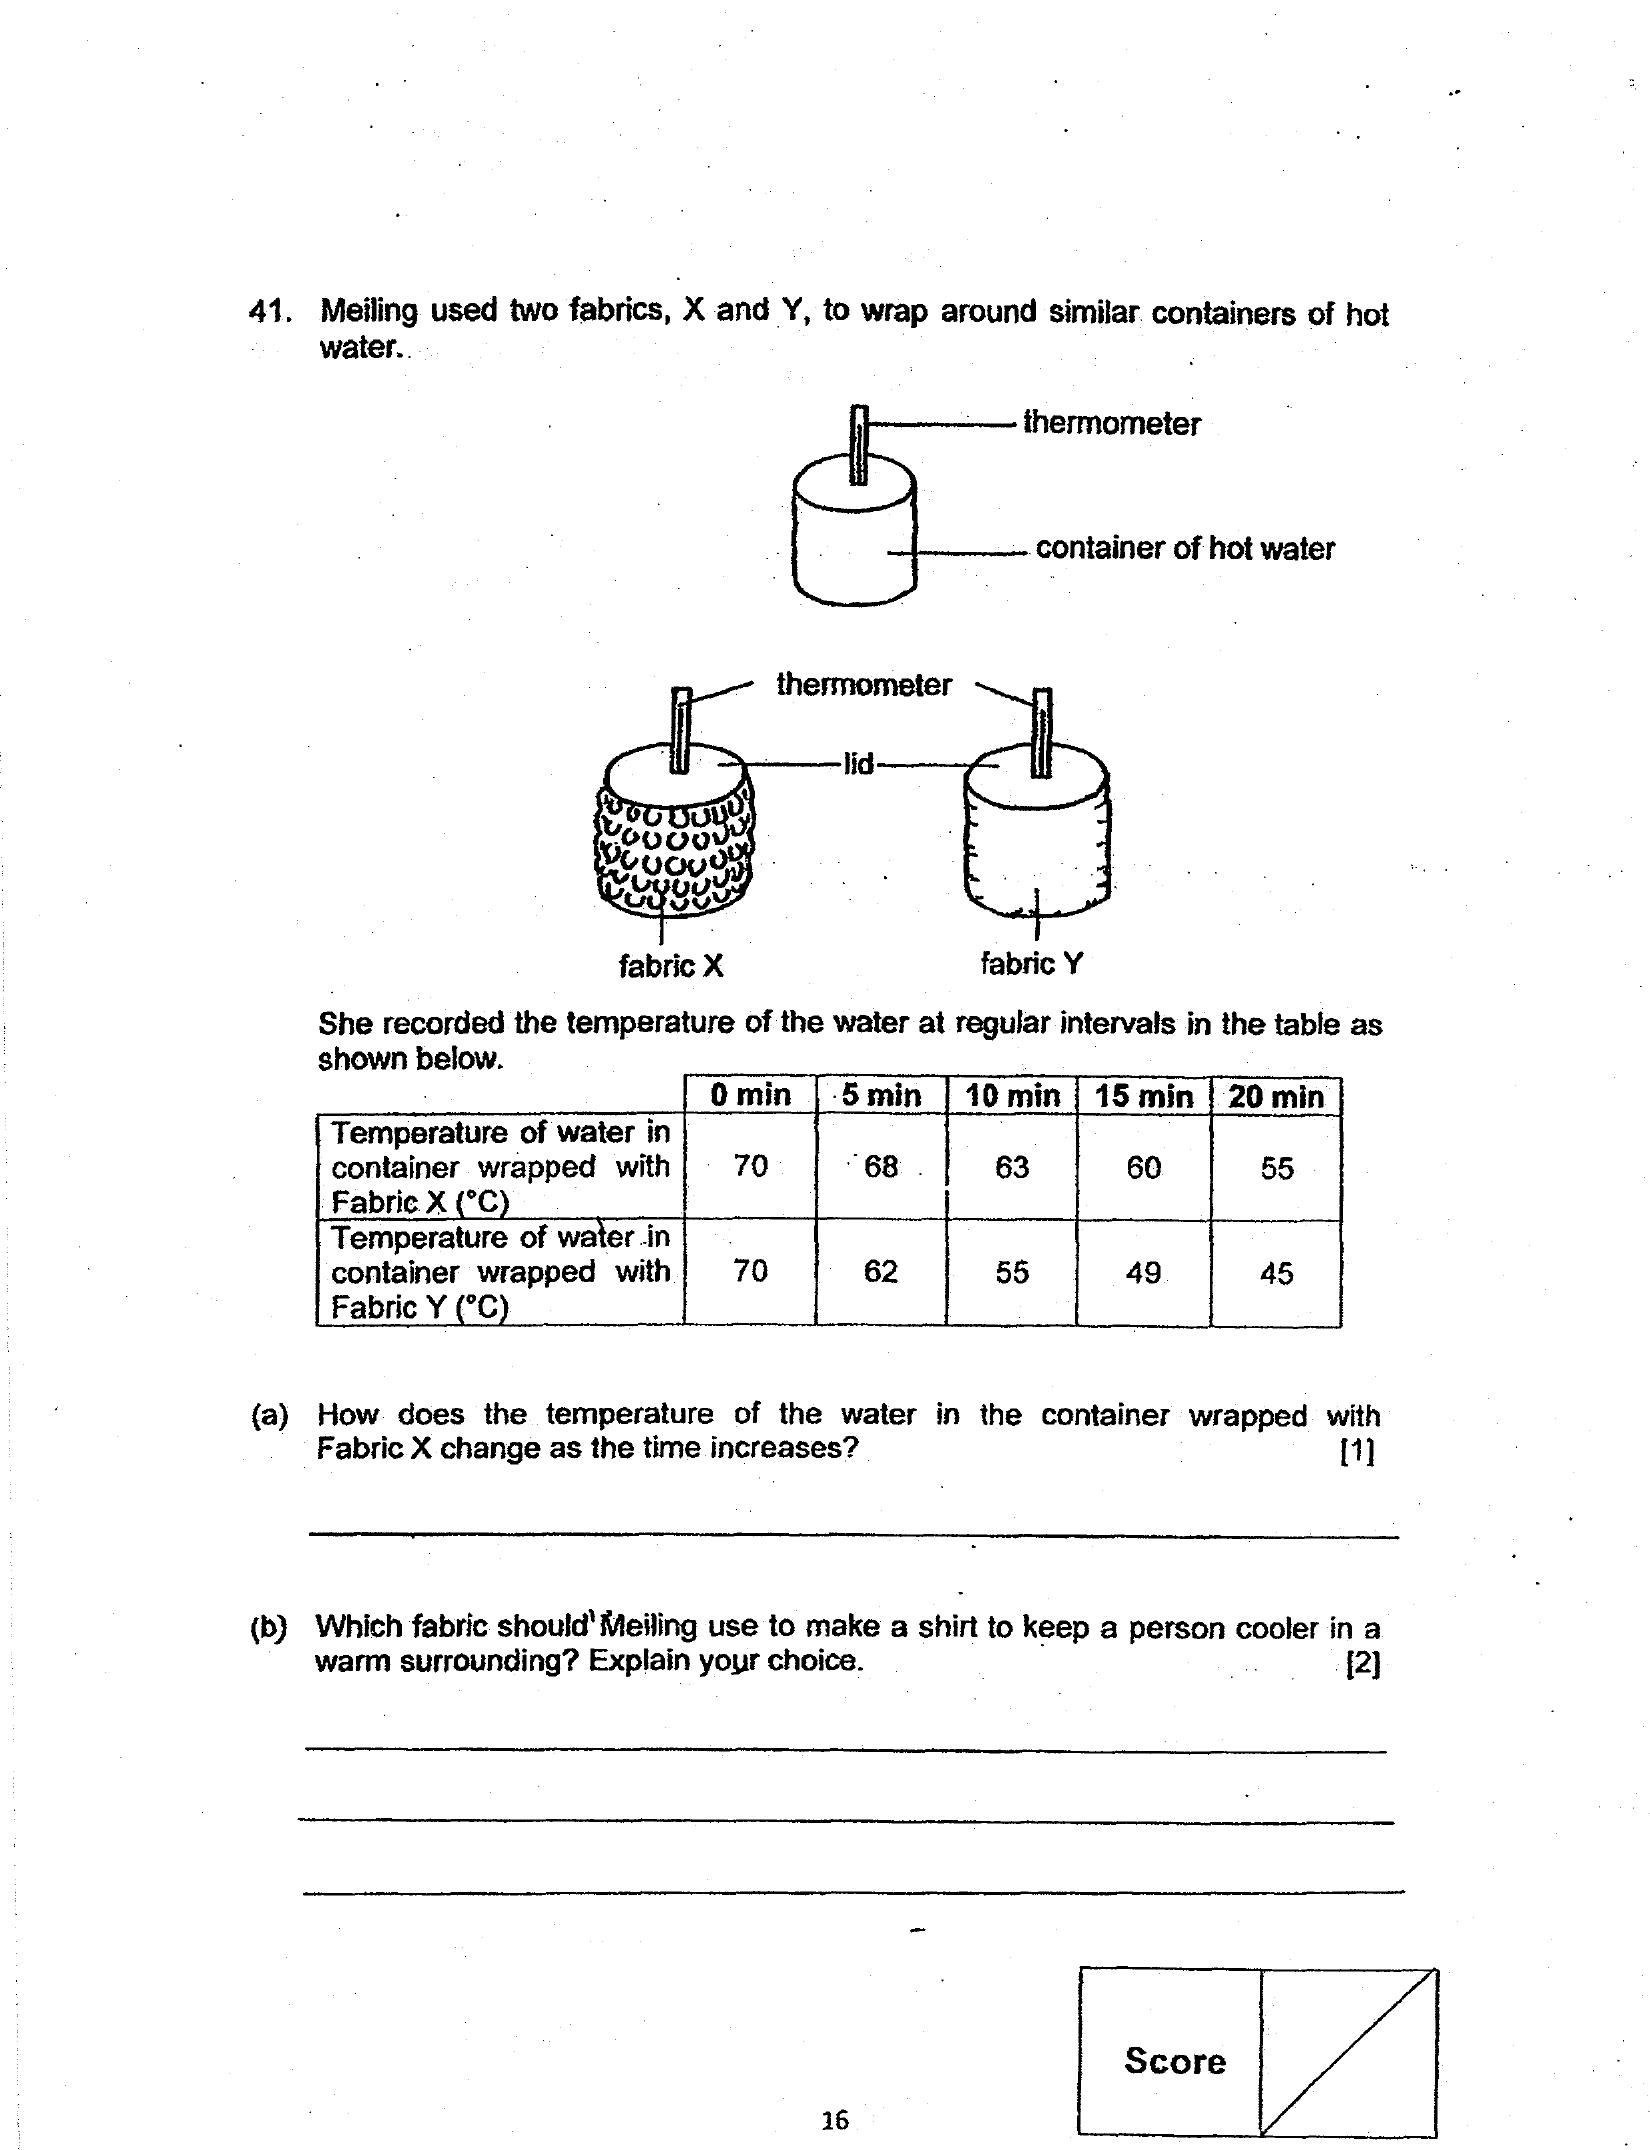 41. Meiling used two fabrics, X and Y, to wrap around similar containers of hot
water.
thermometer
container of hot water
thermometer
lid
fabric X
fabric Y
She recorded the temperature of the water at regular intervals in the table as
shown below.
0 min 5 min 10 min 15 min 20 min
Temperature of water in
container wrapped with
Fabric X (°C)
70 68 63 60 55
Temperature of water in
container wrapped with
Fabric Y (°C)
70 62 55 49 45
(a) How does the temperature of the water in the container wrapped with
Fabric X change as the time increases? [1]
(b) Which fabric should Meiling use to make a shirt to keep a person cooler in a
warm surrounding? Explain your choice. [2]
Score
16